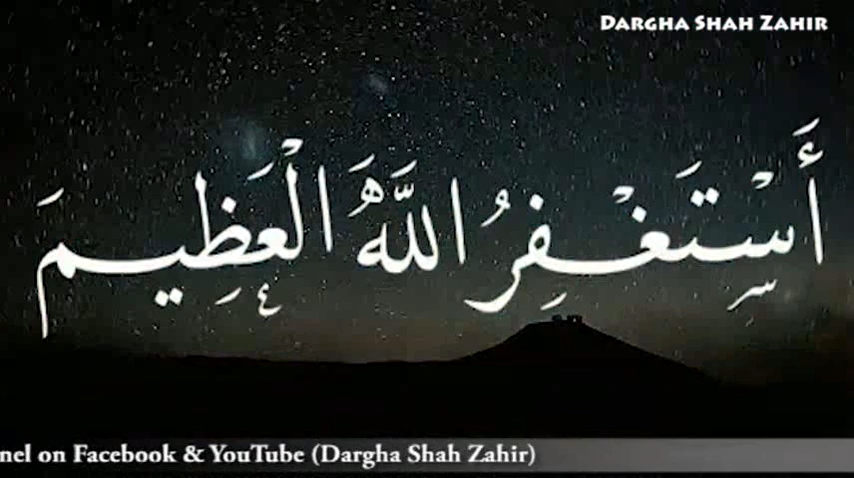 DARGHA SHAH ZAHIR
أَسْتَغْفِرُ اللَّهَ الْعَظِيمَ
nel on Facebook & YouTube (Dargha Shah Zahir)